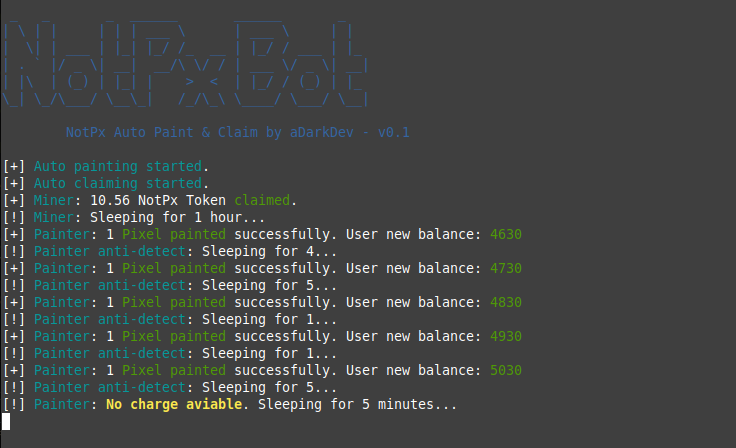 NotPx Bot
NotPx Auto Paint & Claim by aDarkDev - v0.1
[+] Auto painting started.
[+] Auto claiming started.
[+] Miner: 10.56 NotPx Token claimed.
[!] Miner: Sleeping for 1 hour...
[+] Painter: 1 Pixel painted successfully. User new balance: 4630
[!] Painter anti-detect: Sleeping for 4...
[+] Painter: 1 Pixel painted successfully. User new balance: 4730
[!] Painter anti-detect: Sleeping for 5...
[+] Painter: 1 Pixel painted successfully. User new balance: 4830
[!] Painter anti-detect: Sleeping for 1...
[+] Painter: 1 Pixel painted successfully. User new balance: 4930
[!] Painter anti-detect: Sleeping for 1...
[+] Painter: 1 Pixel painted successfully. User new balance: 5030
[!] Painter anti-detect: Sleeping for 5...
[!] Painter: No charge aviable. Sleeping for 5 minutes...